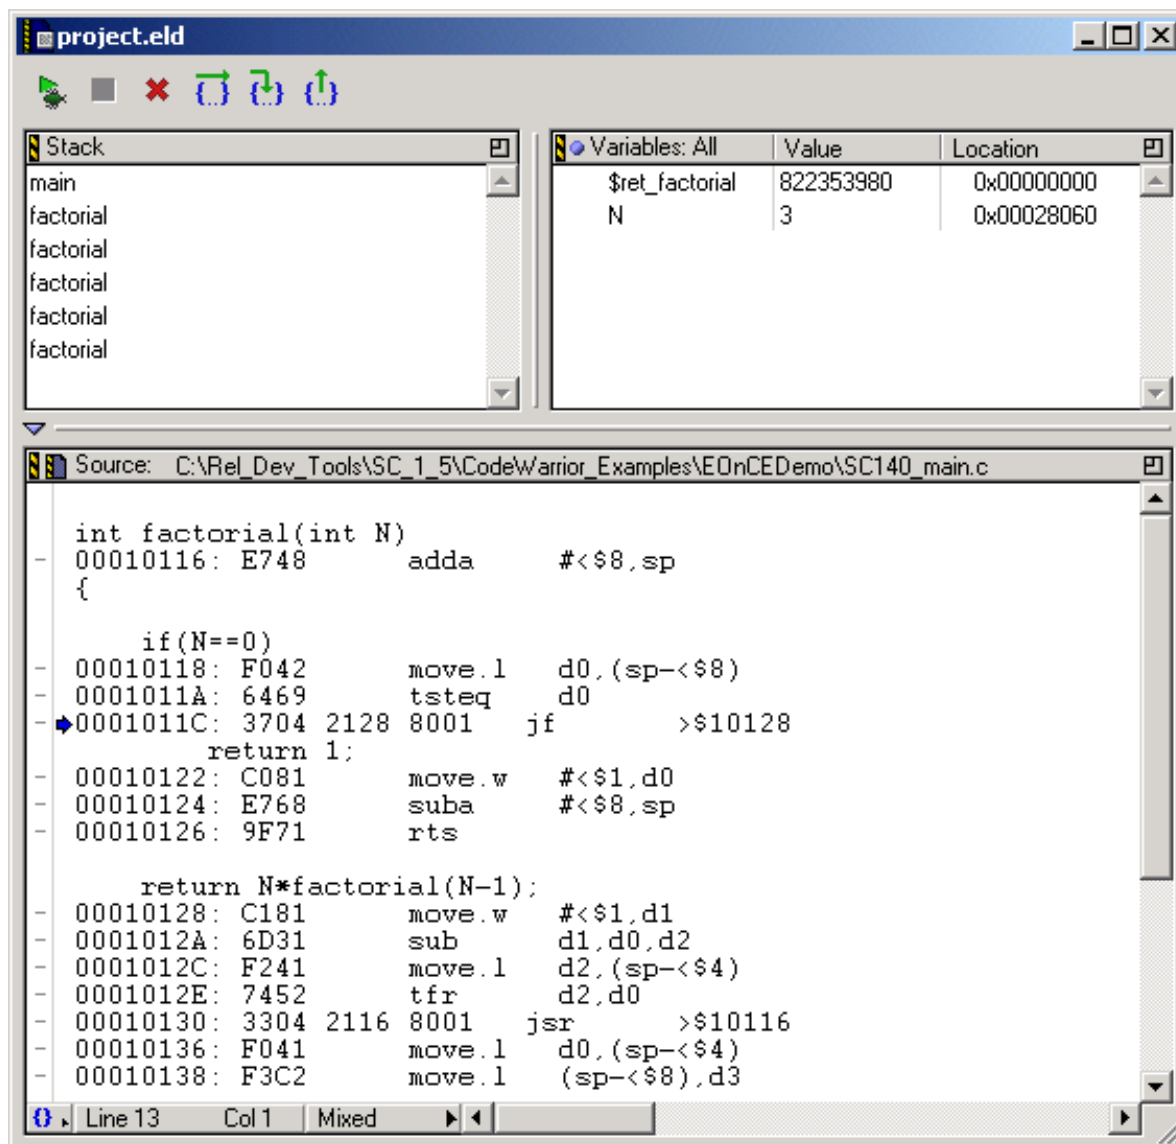 project.eld
Stack
main
factorial
factorial
factorial
factorial
factorial
Variables: All Value Location
$ret_factorial 822353980 0x00000000
N 3 0x00028060
Source: C:\Rel_Dev_Tools\SC_1_5\CodeWarrior_Examples\EOnCEDemo\SC140_main.c
int factorial(int N)
00010116: E748 adda #<$8,sp
{
if(N==0)
00010118: F042 move.l d0,(sp-<$8)
0001011A: 6469 tsteq d0
0001011C: 3704 2128 8001 jf >$10128
return 1;
00010122: C081 move.w #<$1,d0
00010124: E768 suba #<$8,sp
00010126: 9F71 rts
return N*factorial(N-1);
00010128: C181 move.w #<$1,d1
0001012A: 6D31 sub d1,d0,d2
0001012C: F241 move.l d2,(sp-<$4)
0001012E: 7452 tfr d2,d0
00010130: 3304 2116 8001 jsr >$10116
00010136: F041 move.l d0,(sp-<$4)
00010138: F3C2 move.l (sp-<$8),d3
Line 13 Col 1 Mixed